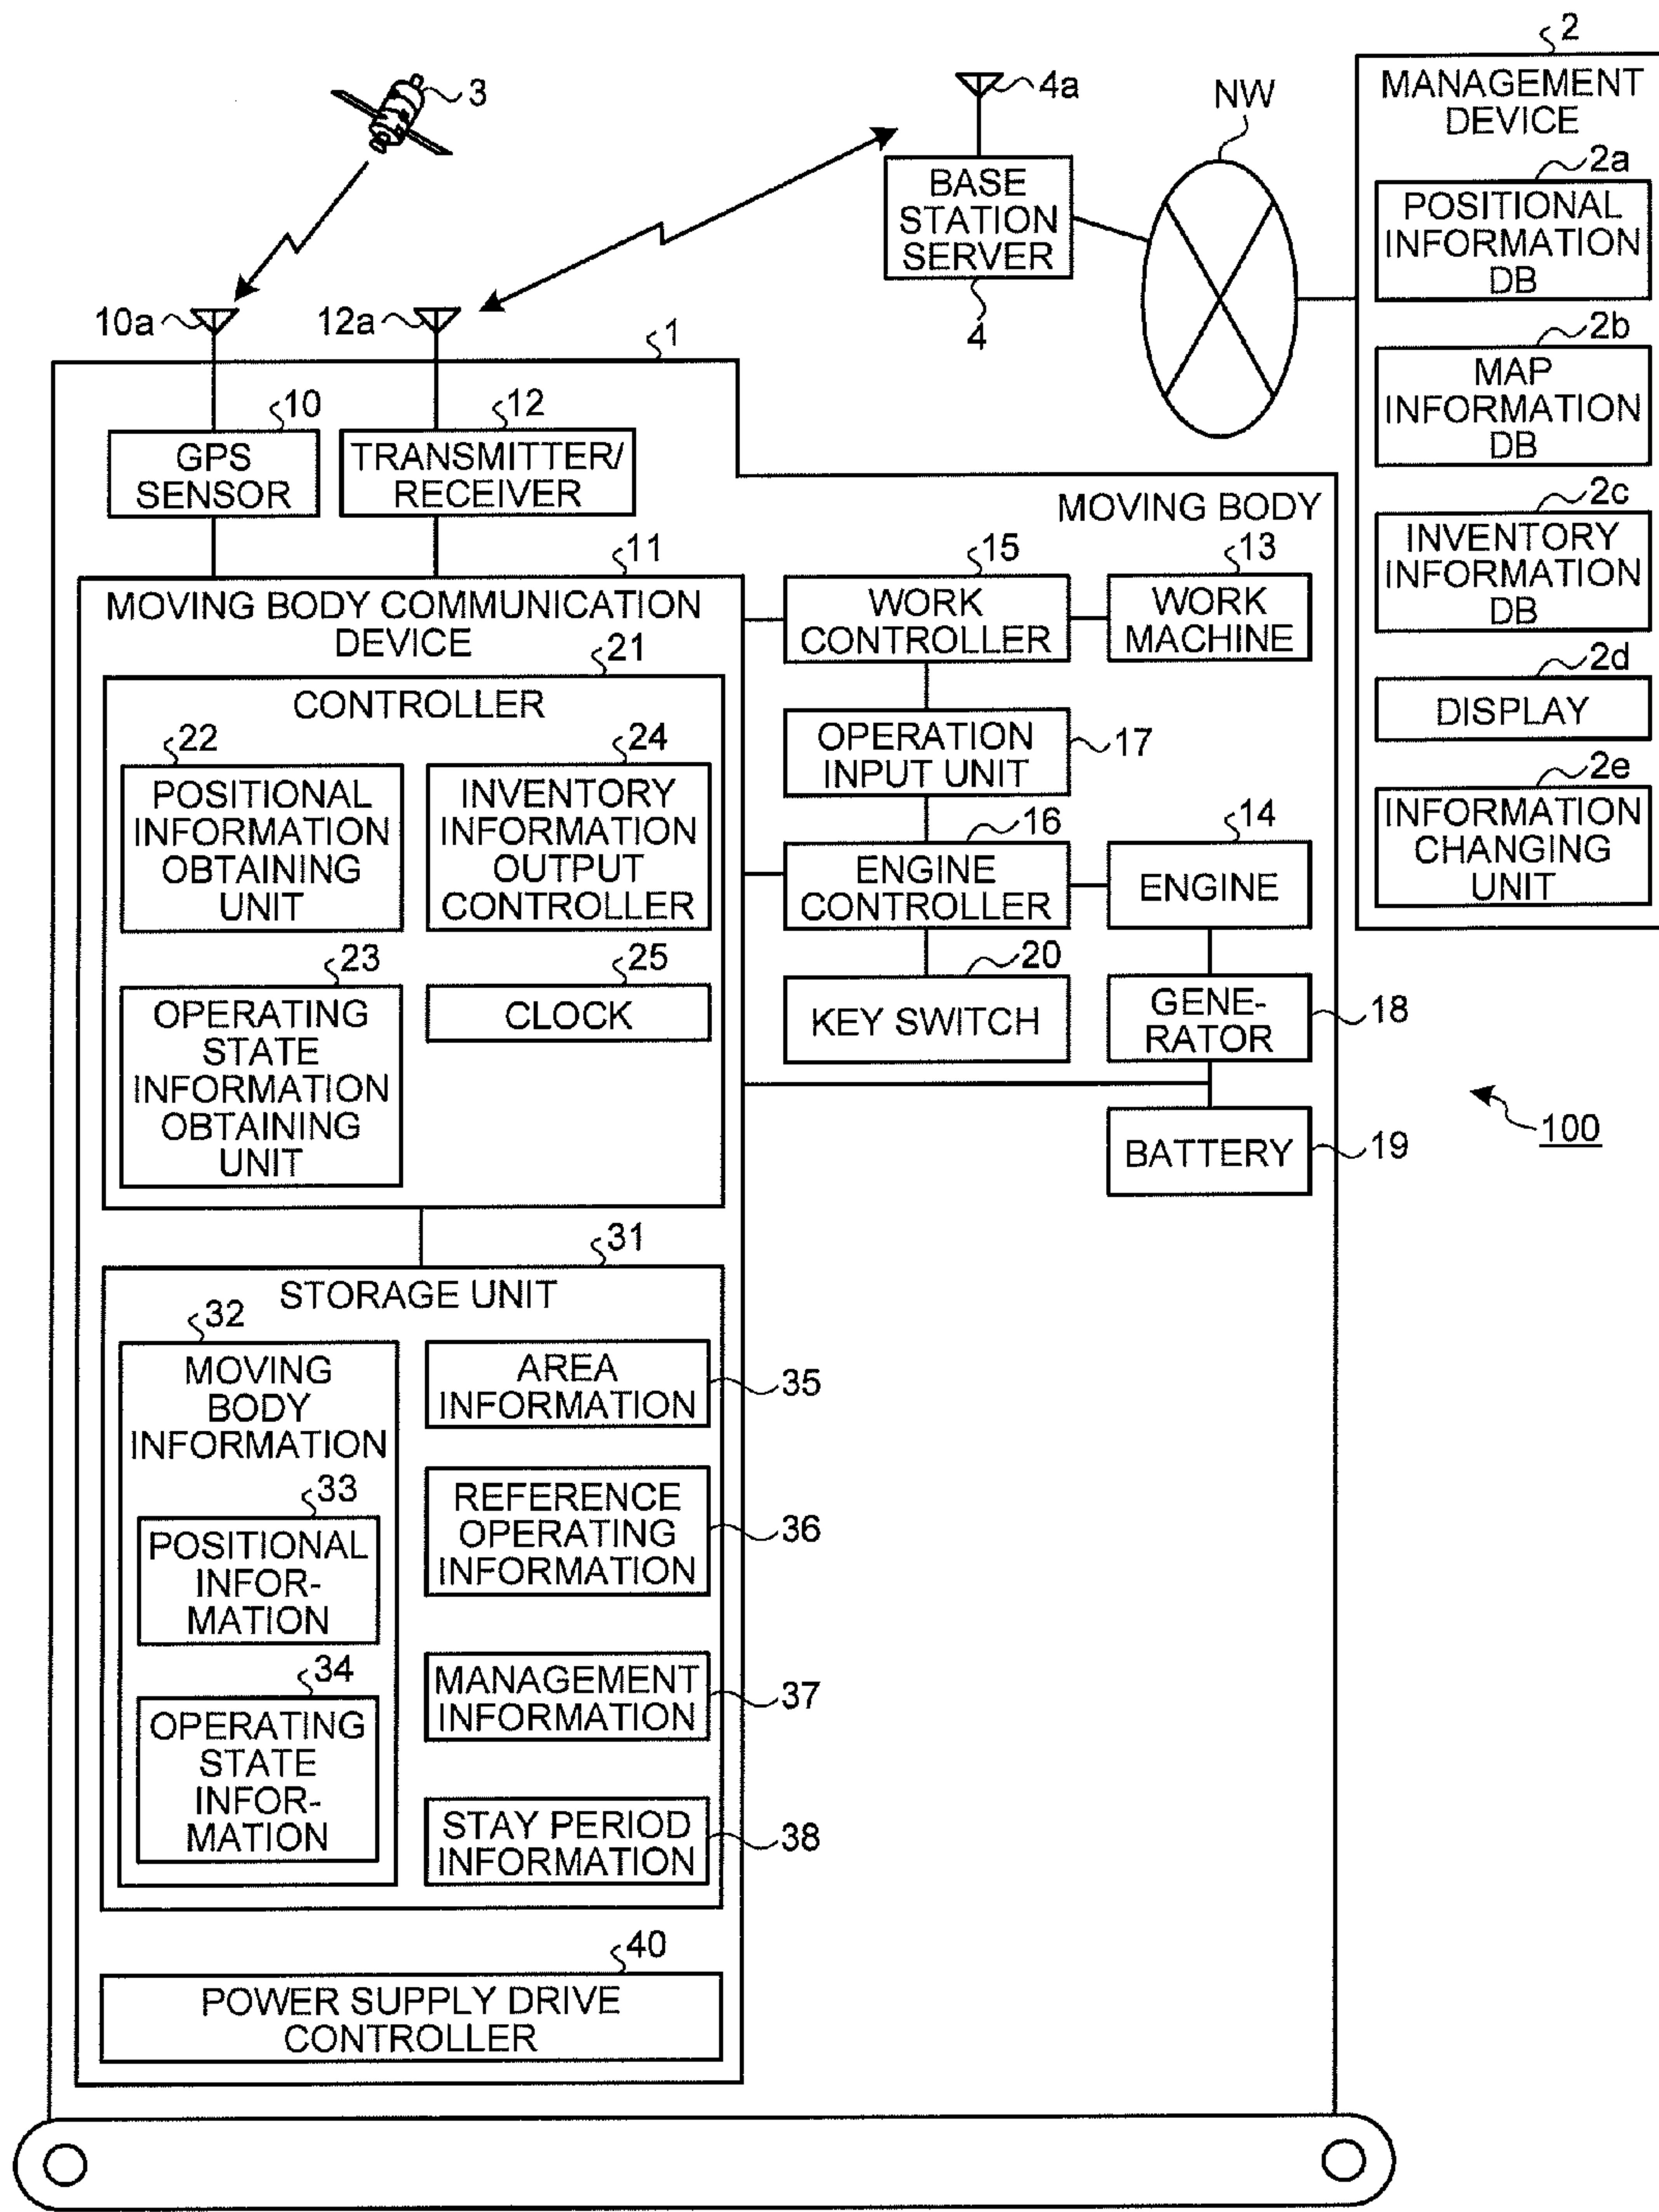 3
4a
NW
2
MANAGEMENT
DEVICE
2a
POSITIONAL
INFORMATION
DB
2b
MAP
INFORMATION
DB
2c
INVENTORY
INFORMATION
DB
2d
DISPLAY
2e
INFORMATION
CHANGING
UNIT
BASE
STATION
SERVER
4
10a
12a
1
10
GPS
SENSOR
12
TRANSMITTER/
RECEIVER
MOVING BODY
11
MOVING BODY COMMUNICATION
DEVICE
21
CONTROLLER
22
POSITIONAL
INFORMATION
OBTAINING
UNIT
24
INVENTORY
INFORMATION
OUTPUT
CONTROLLER
23
OPERATING
STATE
INFORMATION
OBTAINING
UNIT
25
CLOCK
15
WORK
CONTROLLER
13
WORK
MACHINE
OPERATION
INPUT UNIT
17
16
ENGINE
CONTROLLER
14
ENGINE
20
KEY SWITCH
GENE-
RATOR
18
BATTERY
19
100
31
STORAGE UNIT
32
MOVING
BODY
INFORMATION
33
POSITIONAL
INFOR-
MATION
34
OPERATING
STATE
INFOR-
MATION
AREA
INFORMATION
35
REFERENCE
OPERATING
INFORMATION
36
MANAGEMENT
INFORMATION
37
STAY PERIOD
INFORMATION
38
40
POWER SUPPLY DRIVE
CONTROLLER